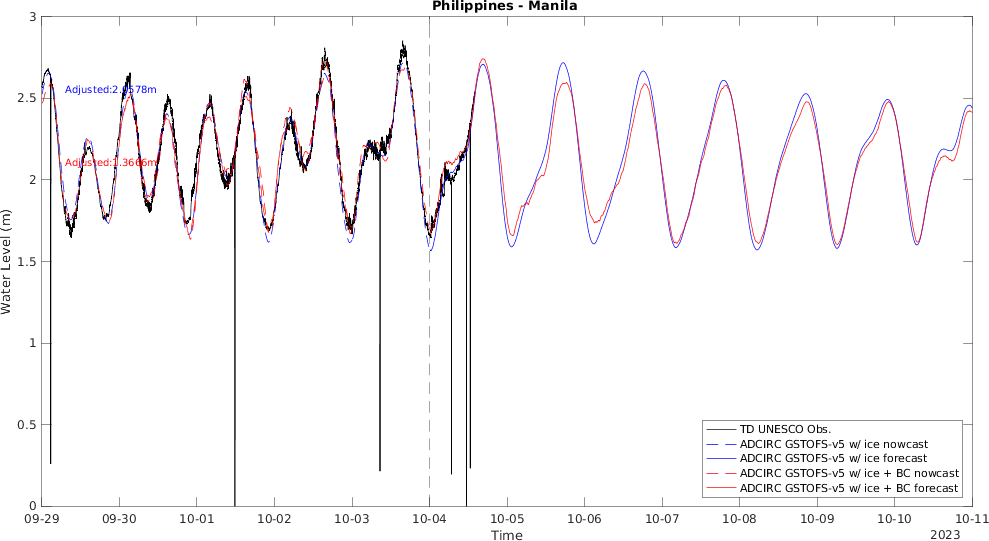 Philippines - Manila
Water Level (m)
3
2.5
2
1.5
1
0.5
0
Adjusted:2.0578m
Adjusted:1.3666m
TD UNESCO Obs.
ADCIRC GSTOFS-v5 w/ ice nowcast
ADCIRC GSTOFS-v5 w/ ice forecast
ADCIRC GSTOFS-v5 w/ ice + BC nowcast
ADCIRC GSTOFS-v5 w/ ice + BC forecast
09-29 09-30 10-01 10-02 10-03 10-04 10-05 10-06 10-07 10-08 10-09 10-10 10-11
Time
2023